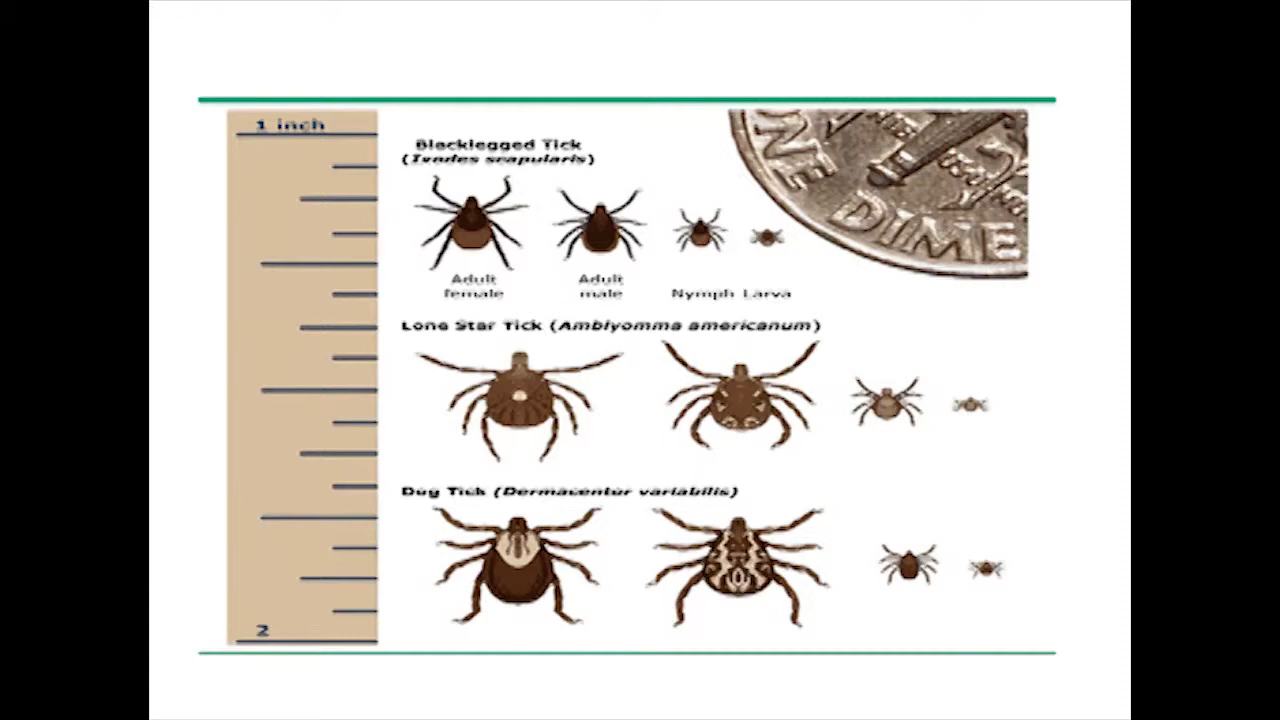 1 inch
Blacklegged Tick
(Ixodes scapularis)
ONE DIME
Adult female
Adult male
Nymph
Larva
Lone Star Tick (Amblyomma americanum)
Dog Tick (Dermacentor variabilis)
2